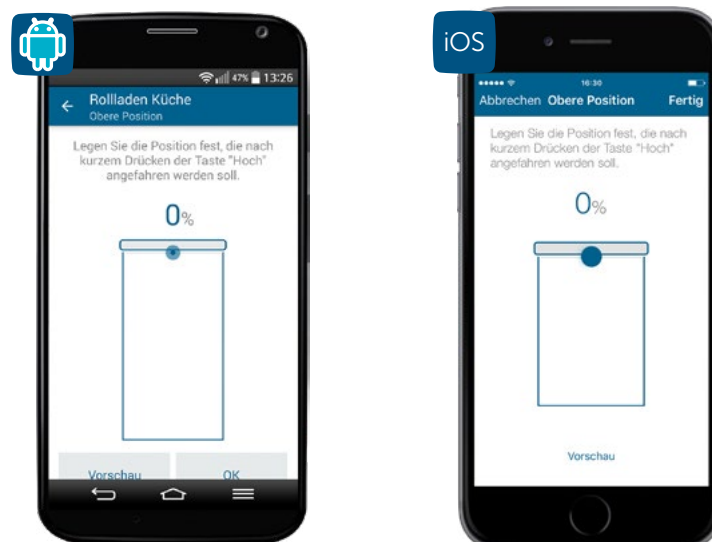 47% 13:26
Rollladen Küche
Obere Position
Legen Sie die Position fest, die nach
kurzem Drücken der Taste "Hoch"
angefahren werden soll.
0%
Vorschau OK
iOS
16:30
Abbrechen Obere Position Fertig
Legen Sie die Position fest, die nach
kurzem Drücken der Taste "Hoch"
angefahren werden soll.
0%
Vorschau